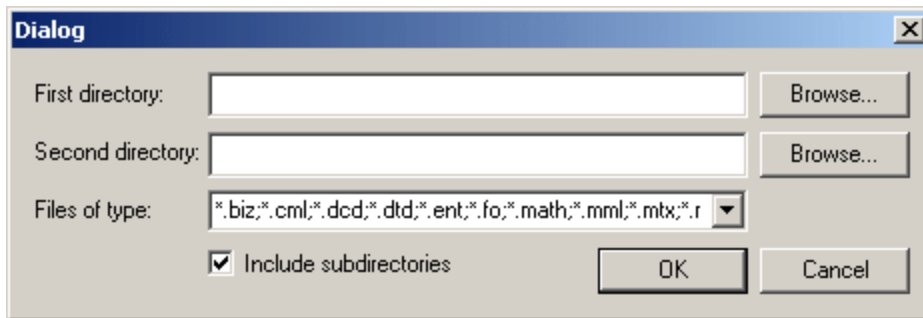 Dialog
First directory: Browse...
Second directory: Browse...
Files of type: *.biz;*.cml;*.dcd;*.dtd;*.ent;*.fo;*.math;*.mml;*.mtx;*.r
Include subdirectories OK Cancel